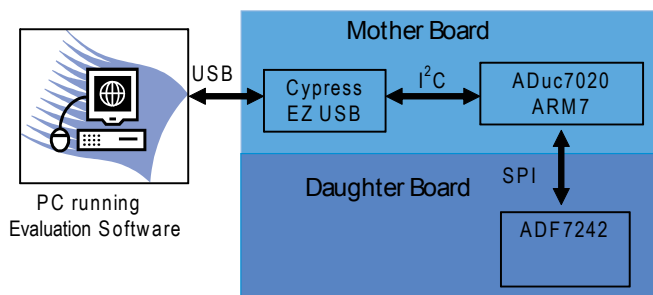 Mother Board
USB
Cypress
EZ USB
I²C
ADuc7020
ARM7
SPI
Daughter Board
ADF7242
PC running
Evaluation Software